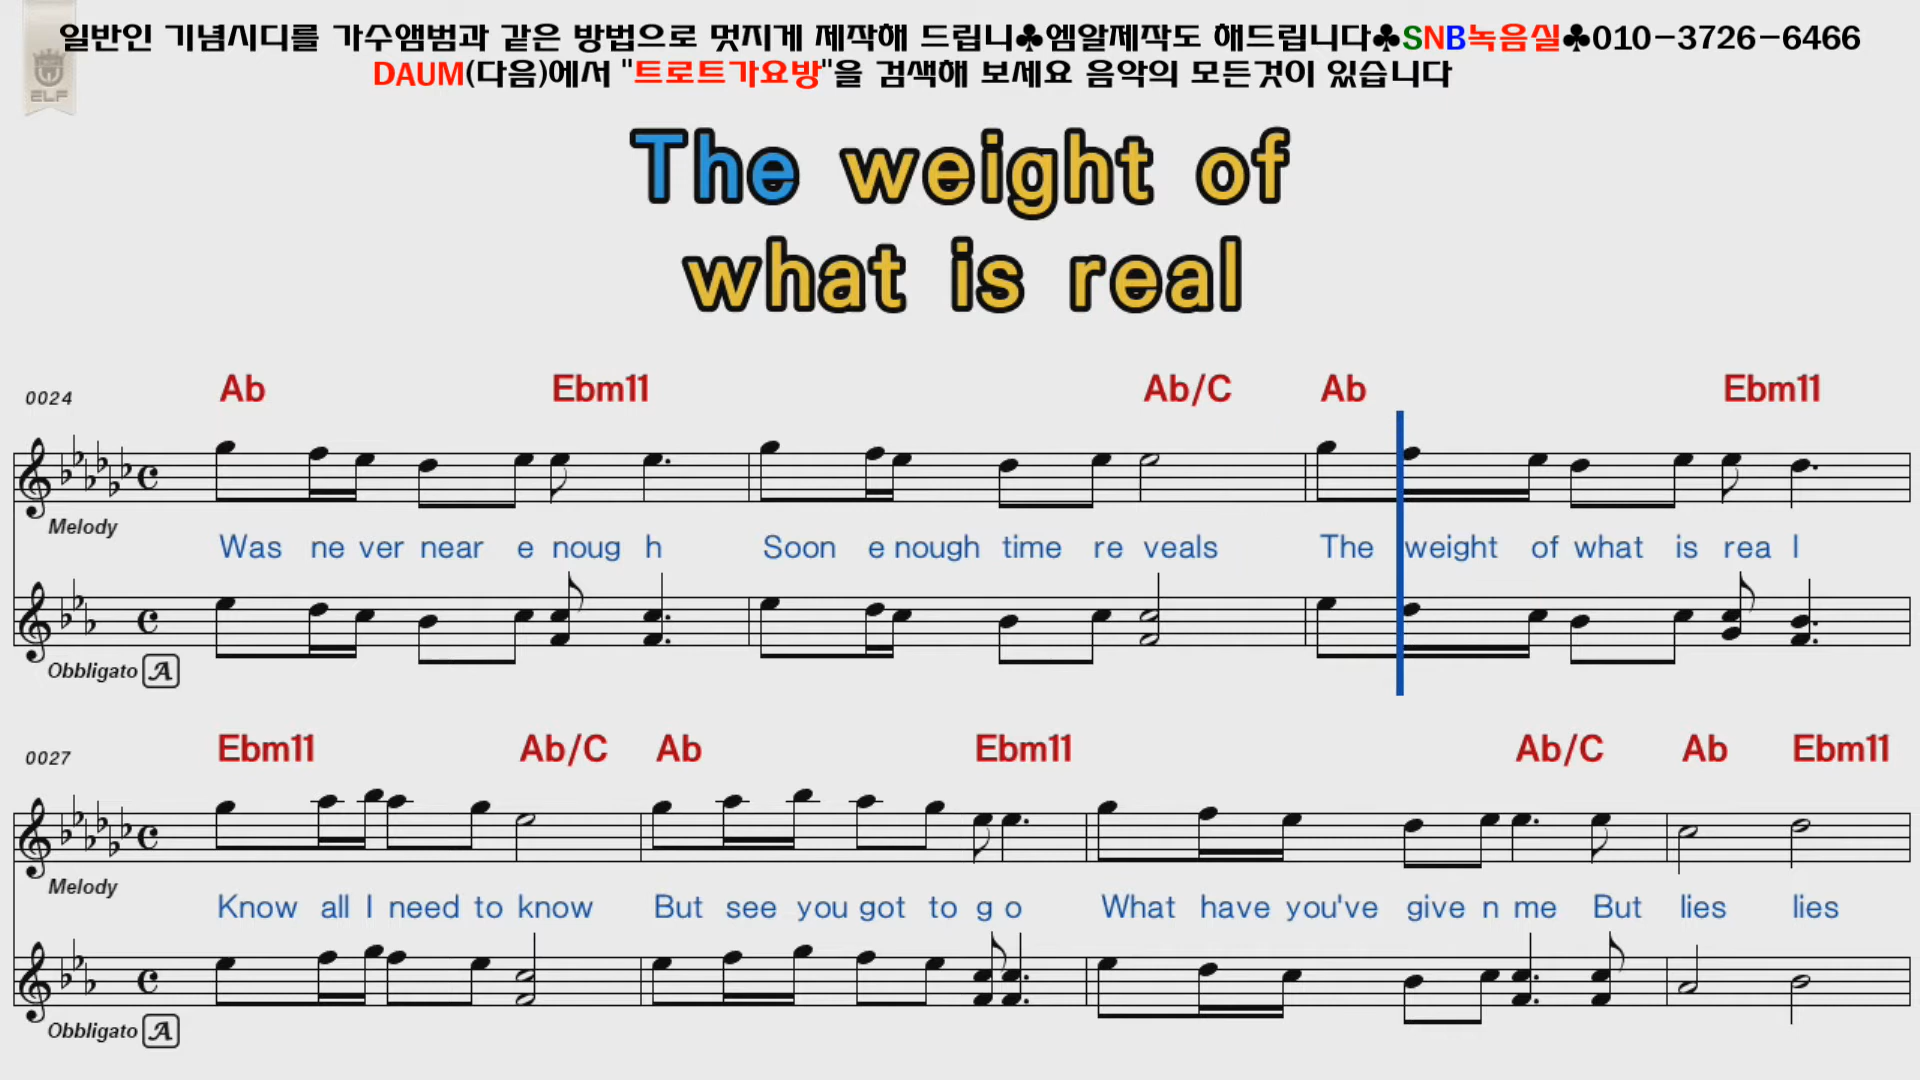 일반인 기념시디를 가수앰범과 같은 방법으로 멋지게 제작해 드립니♣엠알제작도 해드립니다♣SNB녹음실♣010-3726-6466
DAUM(다음)에서 "트로트가요방"을 검색해 보세요 음악의 모든것이 있습니다
ELF
The weight of
what is real
0024 Ab Ebm11 Ab/C Ab Ebm11
Melody
Was ne ver near e noug h Soon e nough time re veals The weight of what is rea l
Obbligato A
0027 Ebm11 Ab/C Ab Ebm11 Ab/C Ab Ebm11
Melody
Know all I need to know But see you got to g o What have you've give n me But lies lies
Obbligato A